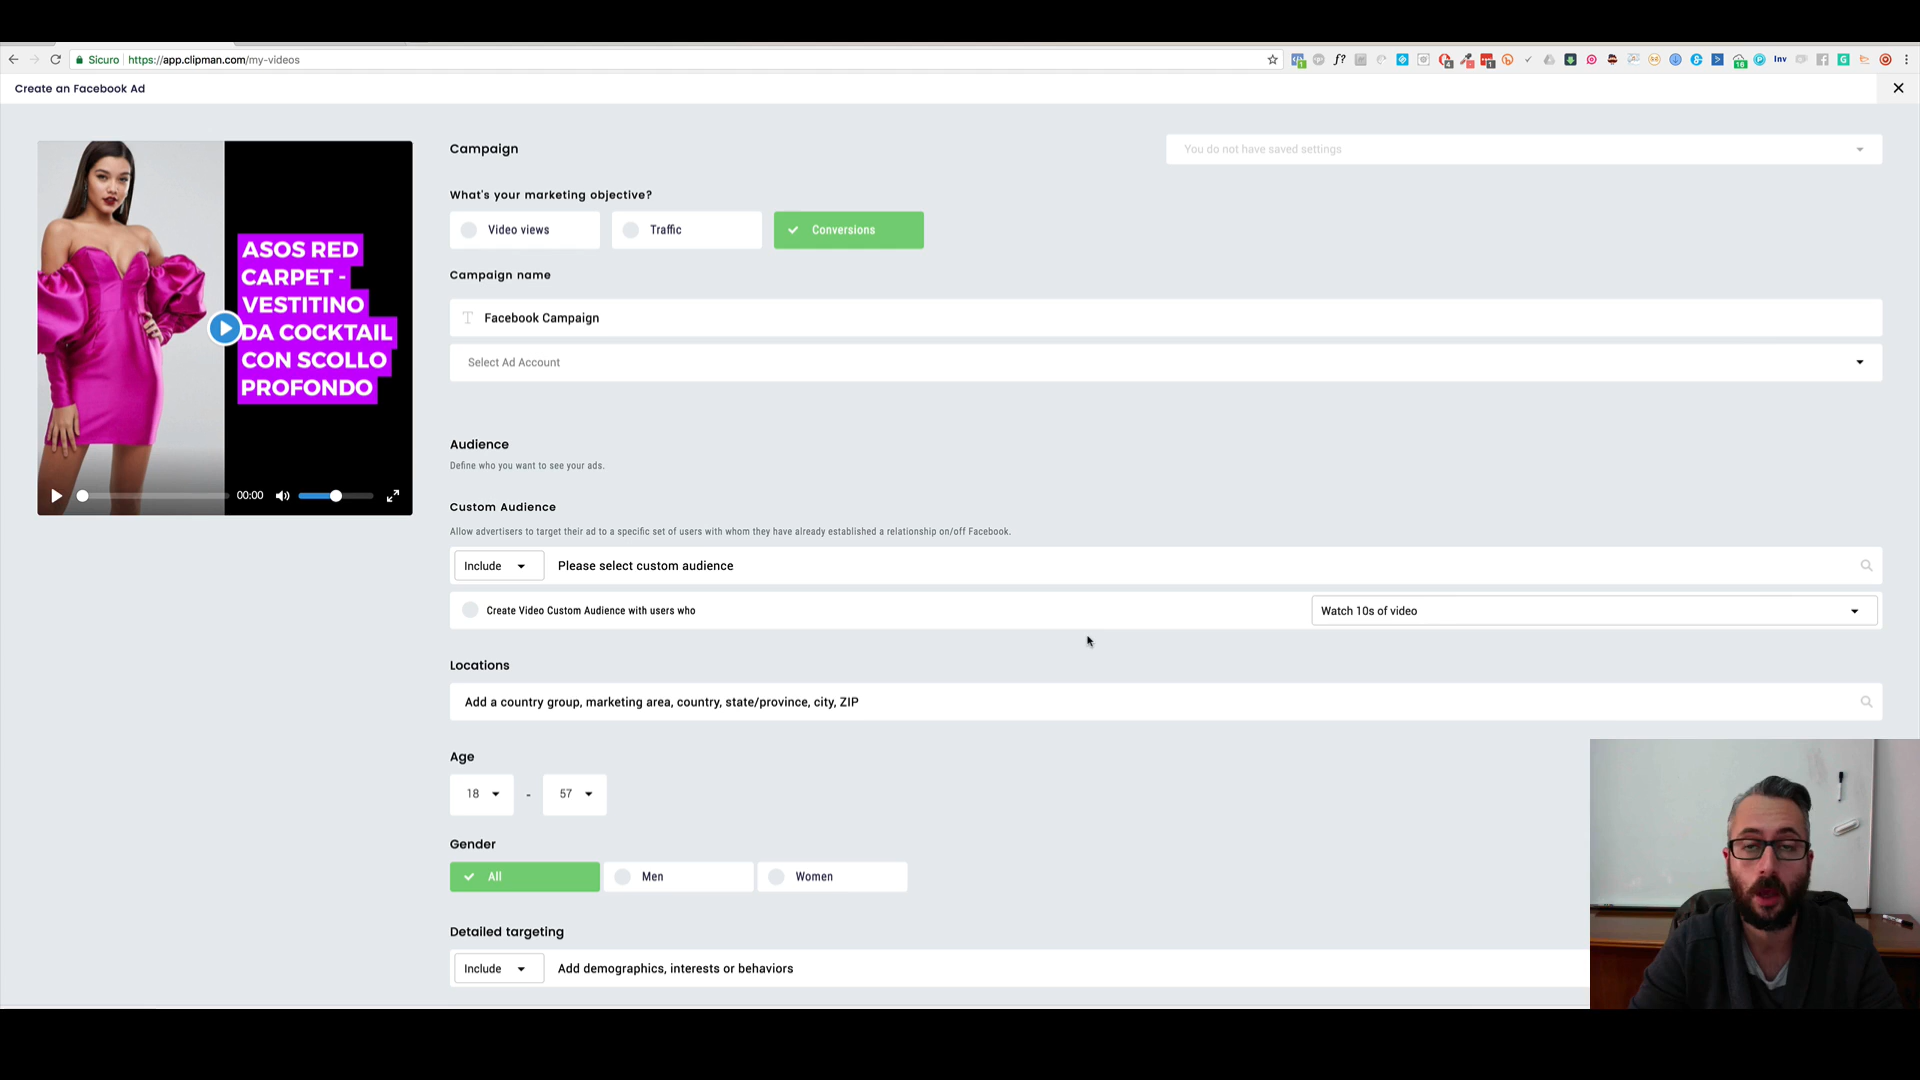 Sicuro
https://app.clipman.com/my-videos
f?
Inv
Create an Facebook Ad
Campaign
You do not have saved settings
What's your marketing objective?
Video views
Traffic
Conversions
Campaign name
Facebook Campaign
Select Ad Account
ASOS RED
CARPET -
VESTITINO
DA COCKTAIL
CON SCOLLO
PROFONDO
00:00
Audience
Define who you want to see your ads.
Custom Audience
Allow advertisers to target their ad to a specific set of users with whom they have already established a relationship on/off Facebook.
Include
Please select custom audience
Create Video Custom Audience with users who
Watch 10s of video
Locations
Add a country group, marketing area, country, state/province, city, ZIP
Age
18
-
57
Gender
All
Men
Women
Detailed targeting
Include
Add demographics, interests or behaviors